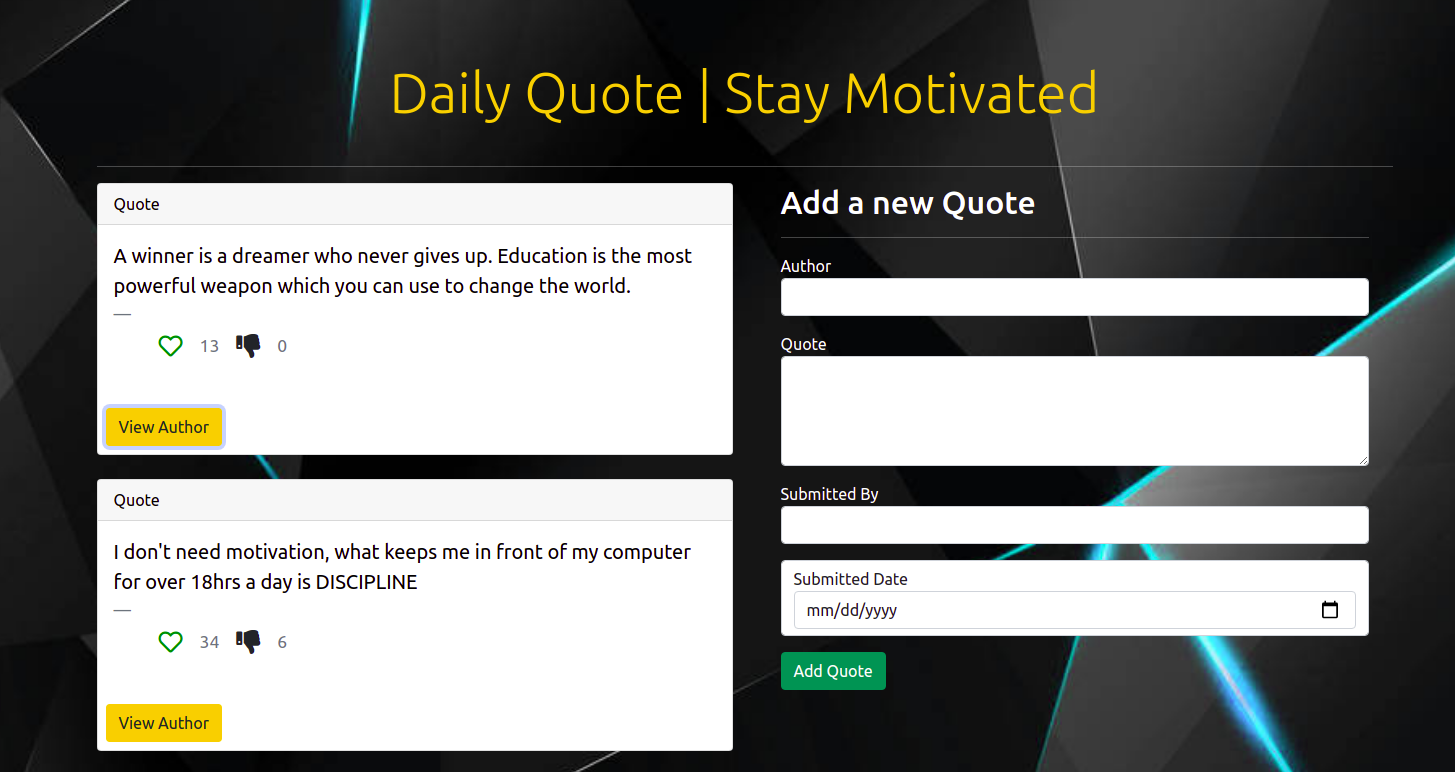 Daily Quote | Stay Motivated
Quote
A winner is a dreamer who never gives up. Education is the most
powerful weapon which you can use to change the world.
—
13 0
View Author
Quote
I don't need motivation, what keeps me in front of my computer
for over 18hrs a day is DISCIPLINE
—
34 6
View Author
Add a new Quote
Author
Quote
Submitted By
Submitted Date
mm/dd/yyyy
Add Quote